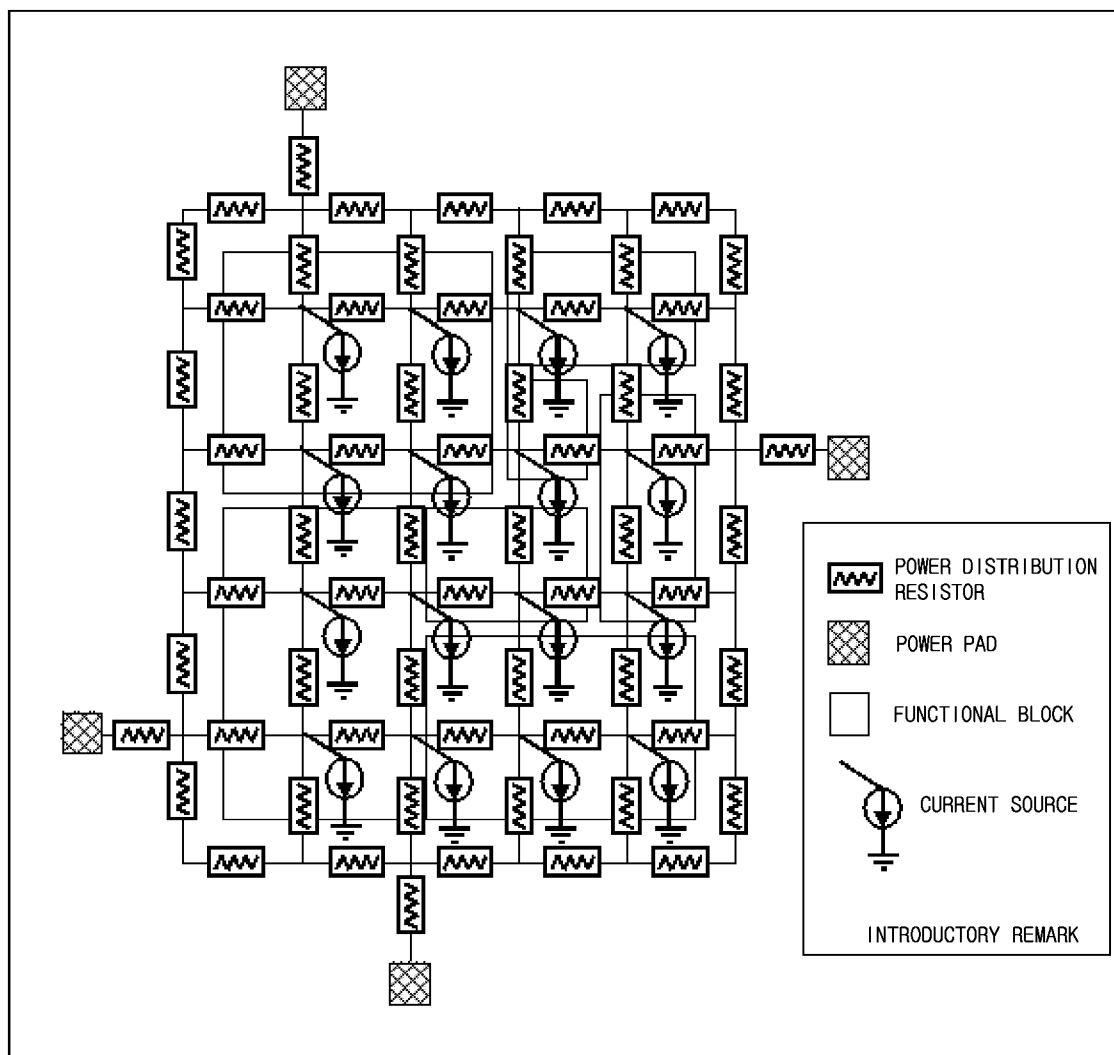 POWER DISTRIBUTION
RESISTOR
POWER PAD
FUNCTIONAL BLOCK
CURRENT SOURCE
INTRODUCTORY REMARK